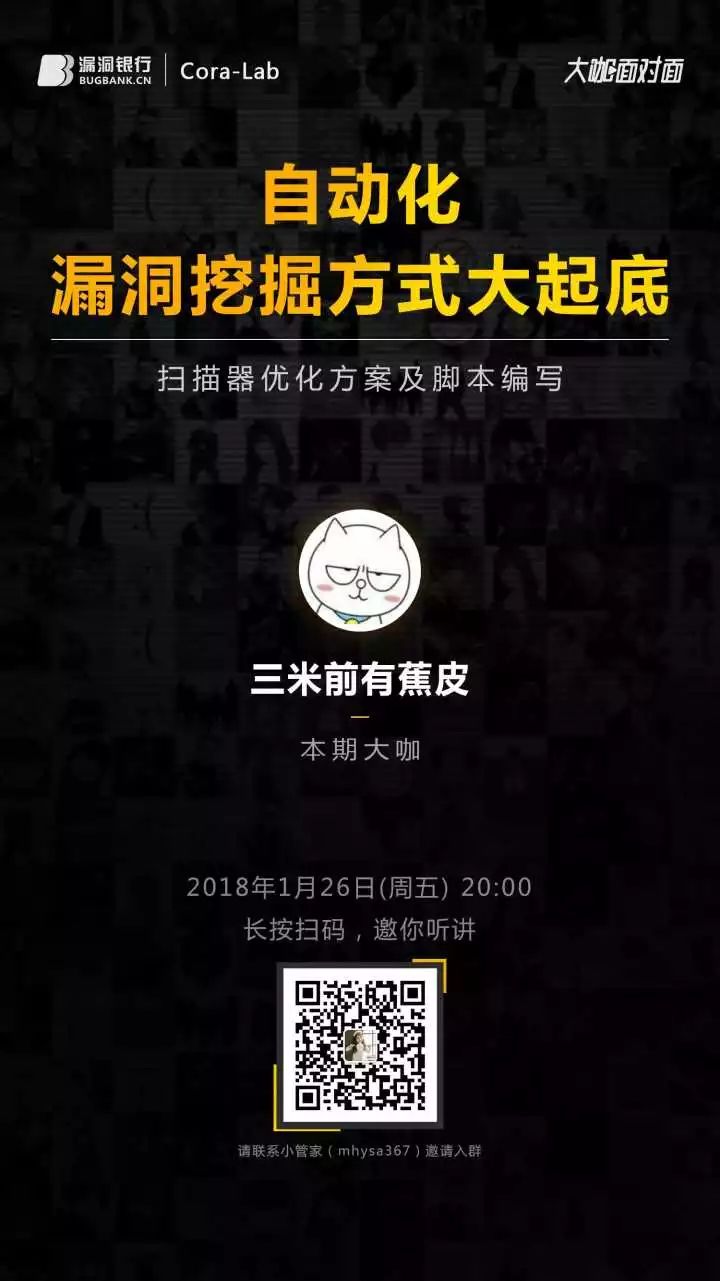 漏洞银行
BUGBANK.CN
Cora-Lab
大咖面对面
自动化
漏洞挖掘方式大起底
扫描器优化方案及脚本编写
三米前有蕉皮
本期大咖
2018年1月26日(周五) 20:00
长按扫码，邀你听讲
请联系小管家（mhysa367）邀请入群